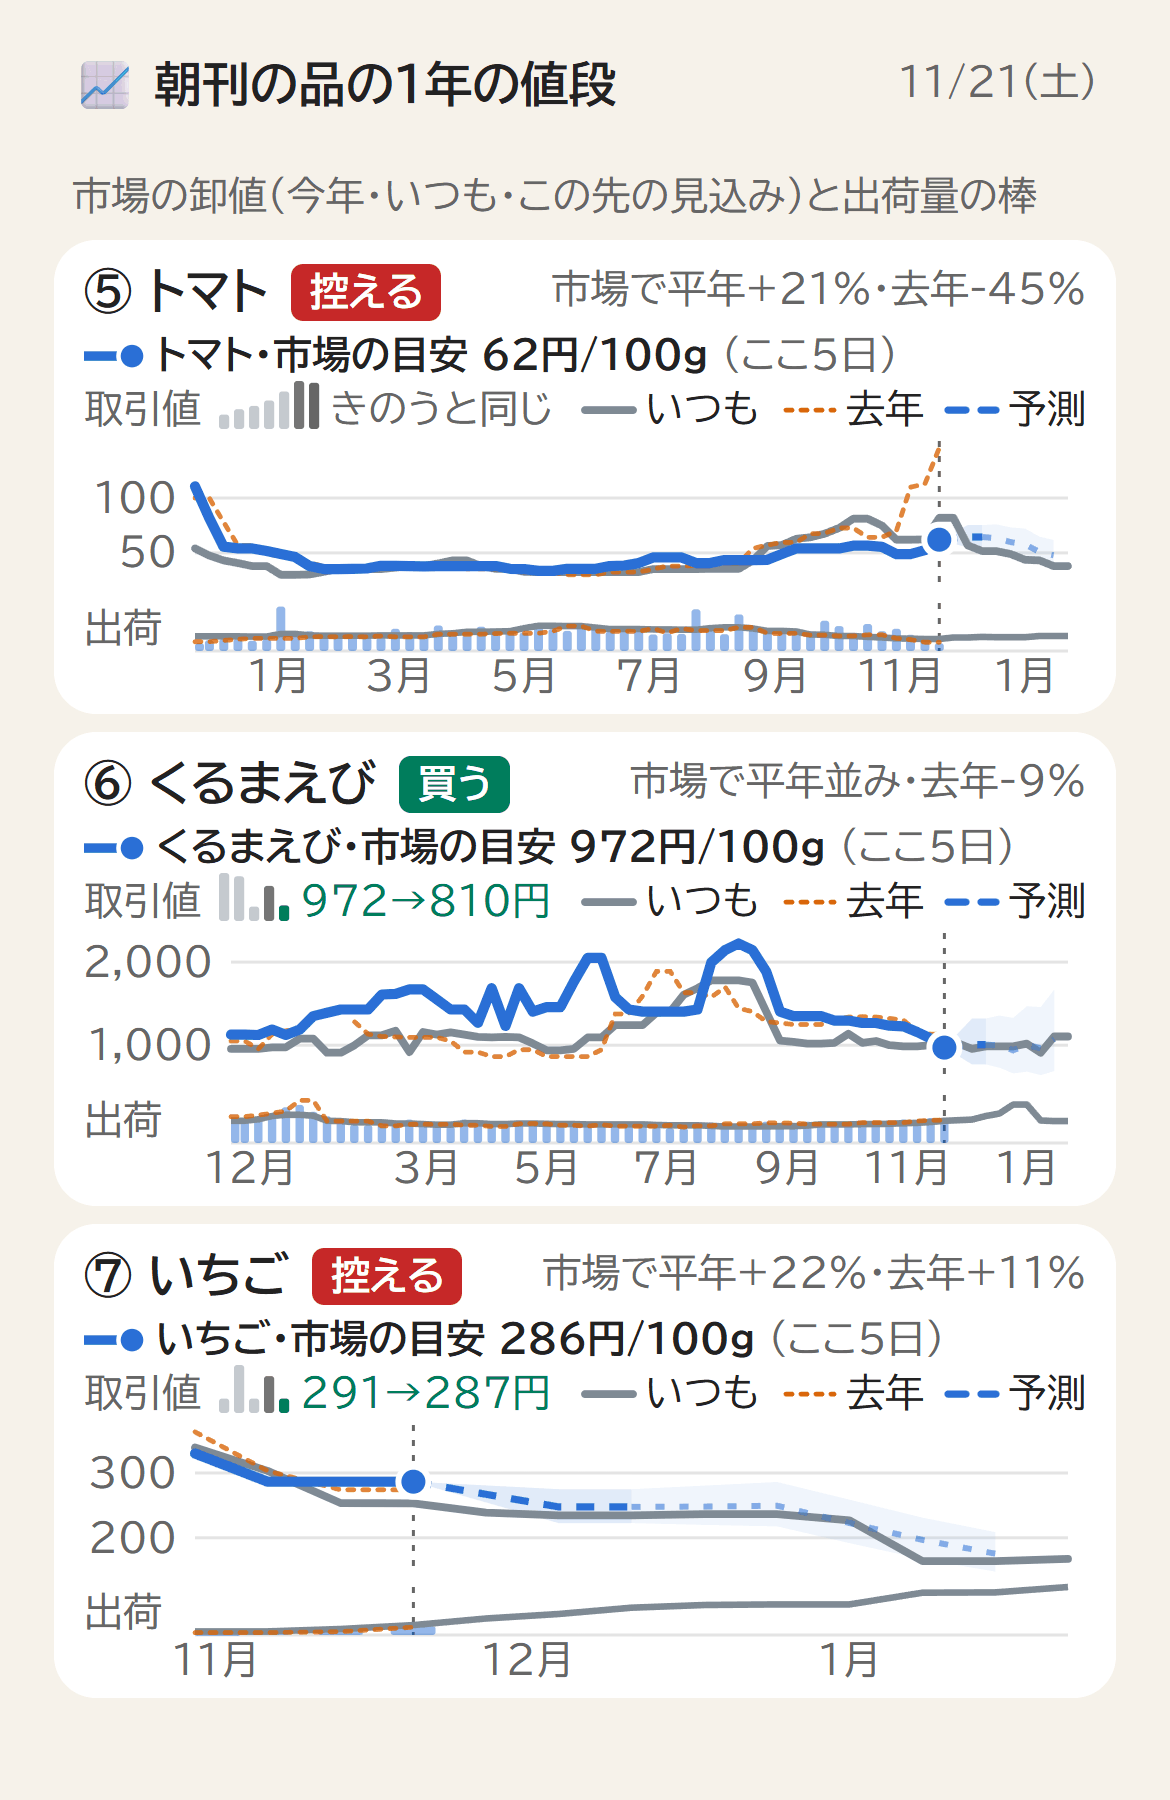 朝刊の品の1年の値段 11/21(土)
市場の卸値(今年・いつも・この先の見込み)と出荷量の棒
⑤ トマト 控える 市場で平年+21%・去年-45%
トマト・市場の目安 62円/100g (ここ5日)
取引値 きのうと同じ いつも 去年 予測
100
50
出荷
1月 3月 5月 7月 9月 11月 1月
⑥ くるまえび 買う 市場で平年並み・去年-9%
くるまえび・市場の目安 972円/100g (ここ5日)
取引値 972→810円 いつも 去年 予測
2,000
1,000
出荷
12月 3月 5月 7月 9月 11月 1月
⑦ いちご 控える 市場で平年+22%・去年+11%
いちご・市場の目安 286円/100g (ここ5日)
取引値 291→287円 いつも 去年 予測
300
200
出荷
11月 12月 1月